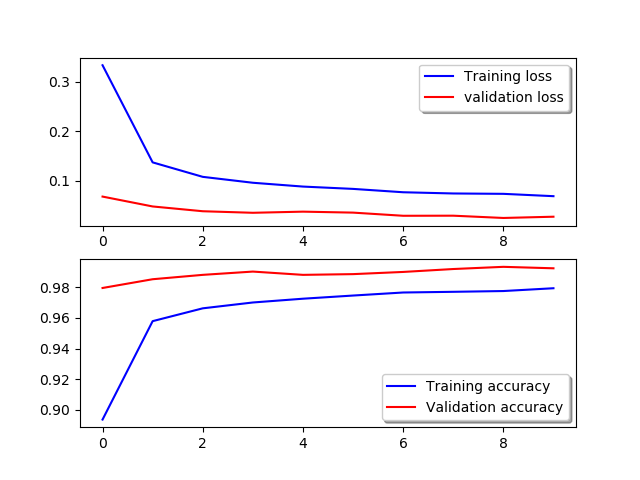 0.3
0.2
0.1
Training loss
validation loss
0 2 4 6 8
0.98
0.96
0.94
0.92
0.90
Training accuracy
Validation accuracy
0 2 4 6 8